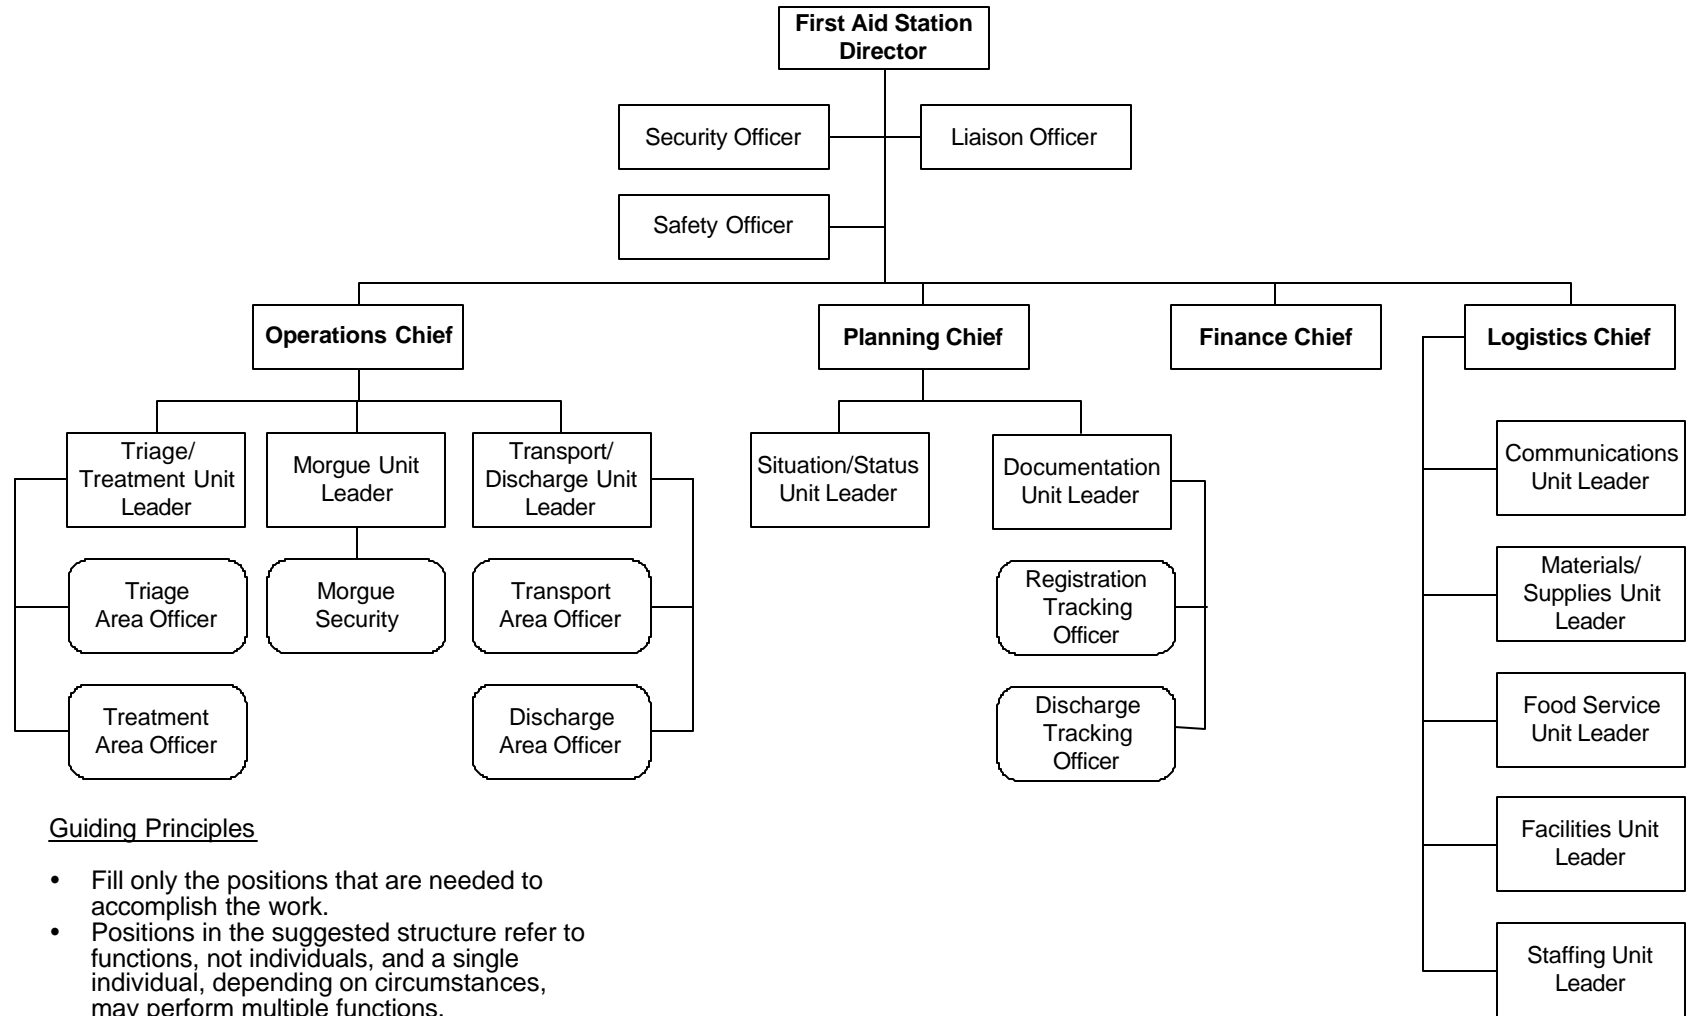 First Aid Station
Director
Security Officer
Liaison Officer
Safety Officer
Operations Chief
Planning Chief
Finance Chief
Logistics Chief
Triage/
Treatment Unit
Leader
Morgue Unit
Leader
Transport/
Discharge Unit
Leader
Situation/Status
Unit Leader
Documentation
Unit Leader
Communications
Unit Leader
Triage
Area Officer
Morgue
Security
Transport
Area Officer
Registration
Tracking
Officer
Materials/
Supplies Unit
Leader
Treatment
Area Officer
Discharge
Area Officer
Discharge
Tracking
Officer
Food Service
Unit Leader
Facilities Unit
Leader
Staffing Unit
Leader
Guiding Principles
• Fill only the positions that are needed to
accomplish the work.
• Positions in the suggested structure refer to
functions, not individuals, and a single
individual, depending on circumstances,
may perform multiple functions.